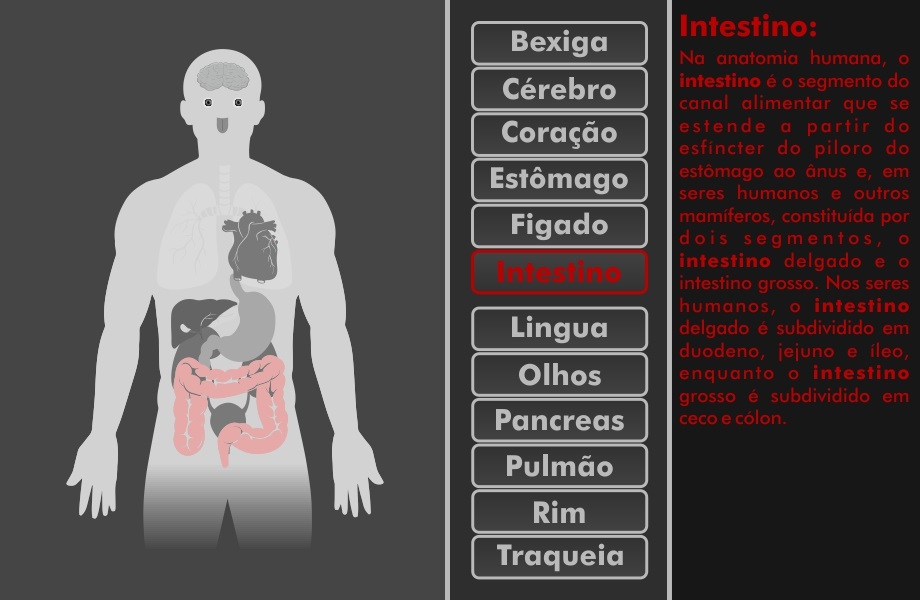 Bexiga
Cérebro
Coração
Estômago
Figado
Intestino
Lingua
Olhos
Pancreas
Pulmão
Rim
Traqueia
Intestino:
Na anatomia humana, o
intestino é o segmento do
canal alimentar que se
estende a partir do
esfíncter do piloro do
estômago ao ânus e, em
seres humanos e outros
mamíferos, constituida por
dois segmentos, o
intestino delgado e o
intestino grosso. Nos seres
humanos, o intestino
delgado é subdividido em
duodeno, jejuno e íleo,
enquanto o intestino
grosso é subdividido em
ceco e cólon.